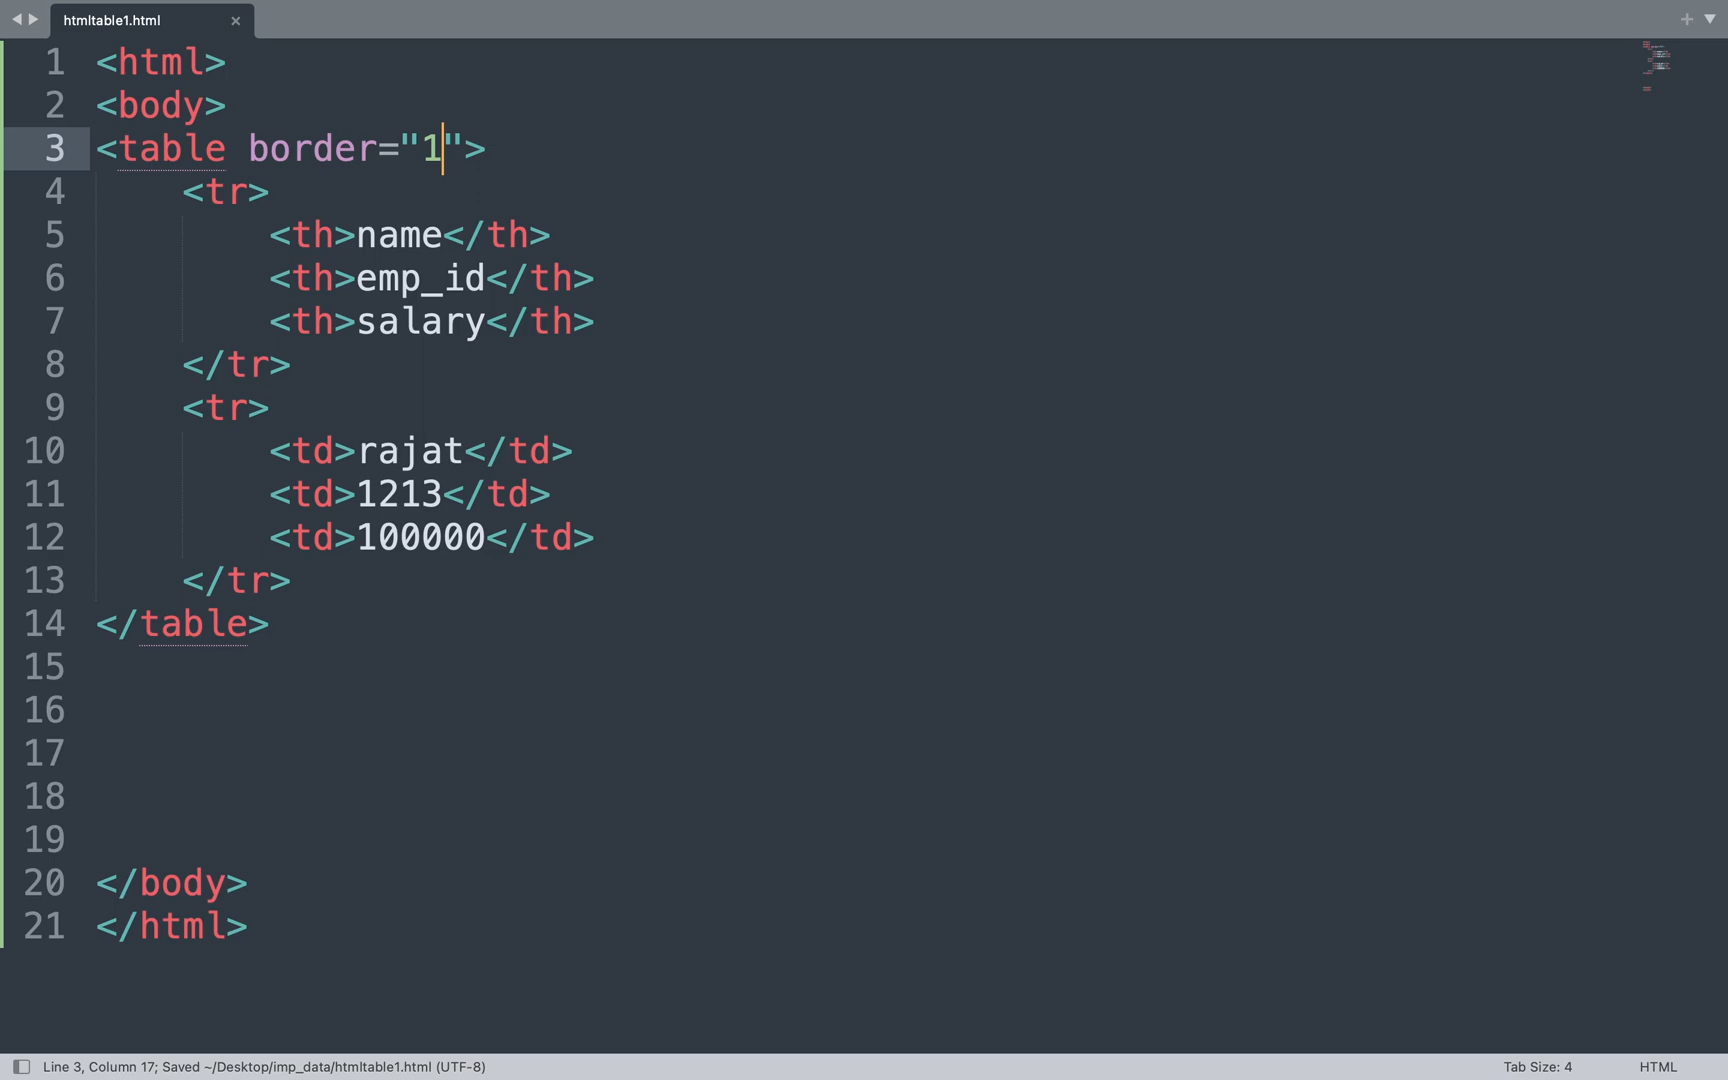 htmltable1.html ×
1 <html>
2 <body>
3 <table border="1">
4 <tr>
5 <th>name</th>
6 <th>emp_id</th>
7 <th>salary</th>
8 </tr>
9 <tr>
10 <td>rajat</td>
11 <td>1213</td>
12 <td>100000</td>
13 </tr>
14 </table>
15
16
17
18
19
20 </body>
21 </html>
Line 3, Column 17; Saved ~/Desktop/imp_data/htmltable1.html (UTF-8) Tab Size: 4 HTML